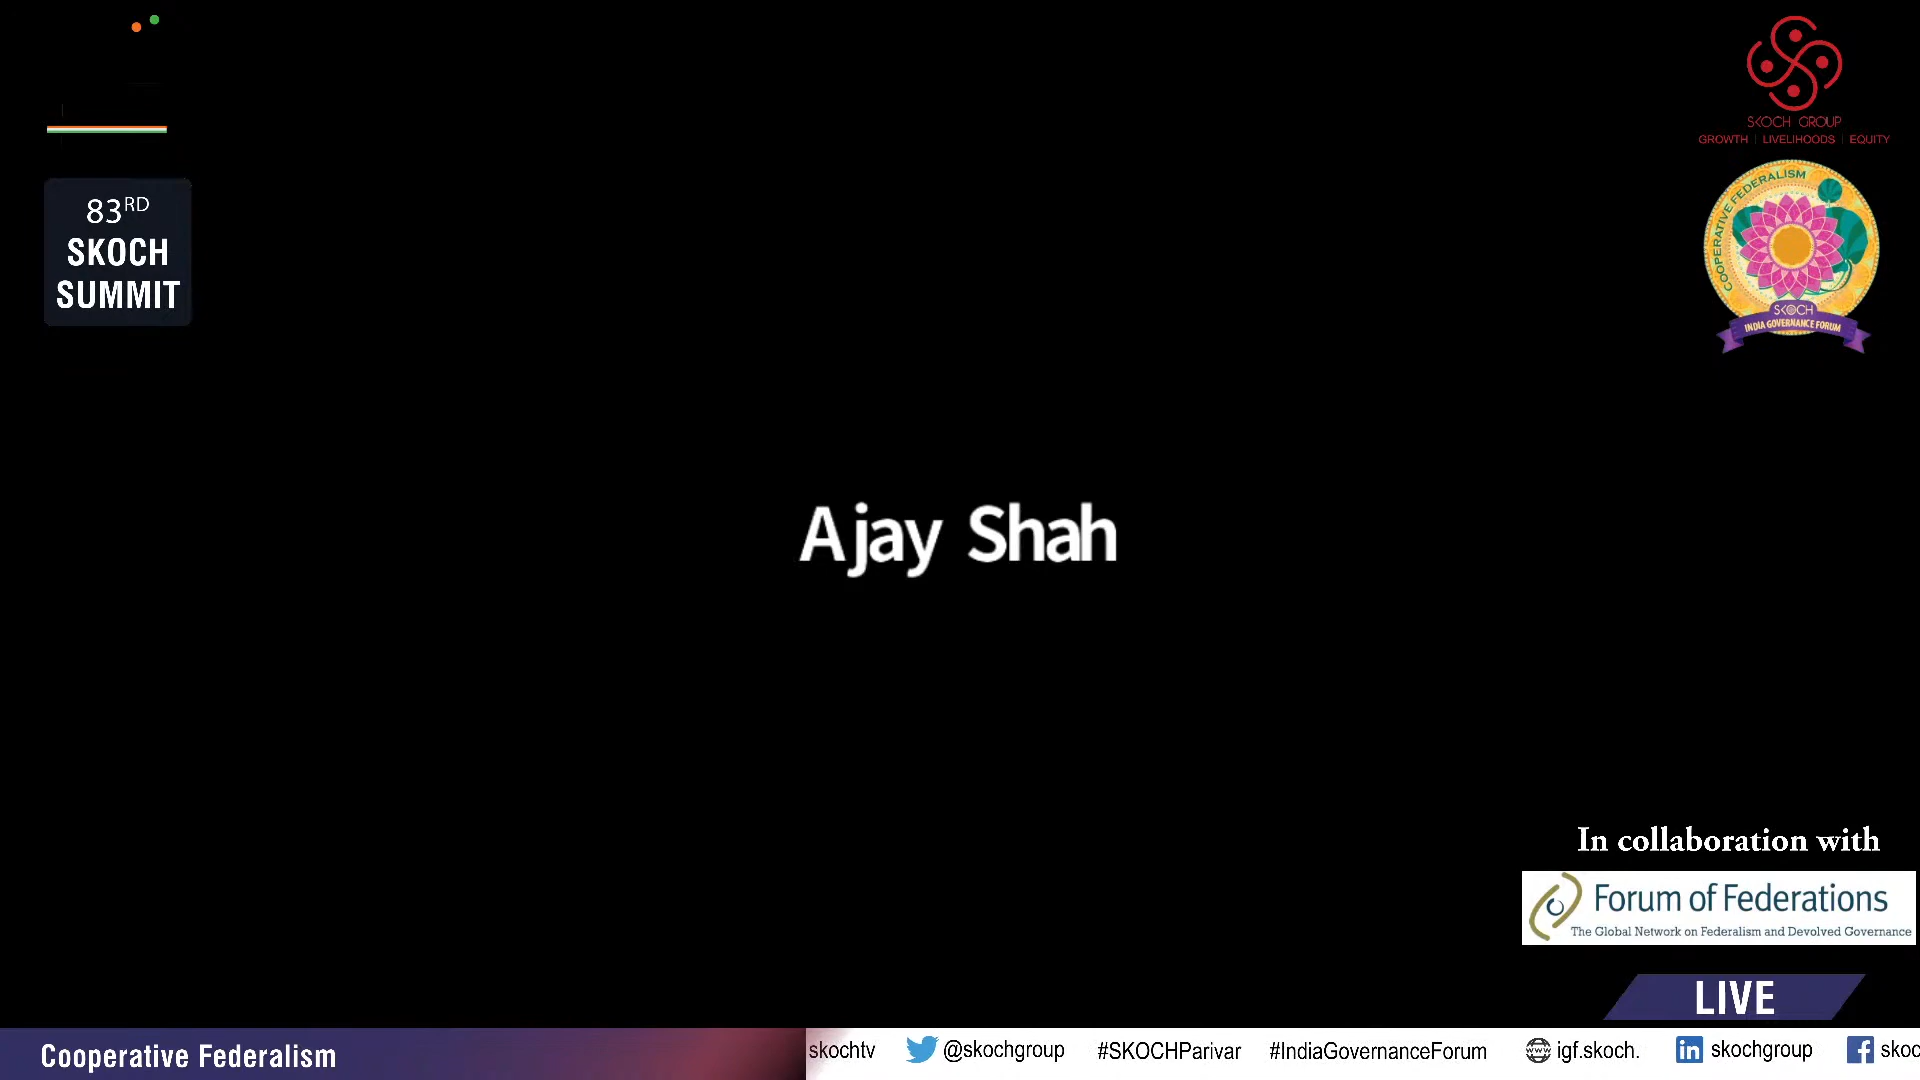 83RD
SKOCH
SUMMIT
SKOCH GROUP
GROWTH | LIVELIHOODS | EQUITY
COOPERATIVE FEDERALISM
SKOCH
INDIA GOVERNANCE FORUM
Ajay Shah
In collaboration with
Forum of Federations
The Global Network on Federalism and Devolved Governance
LIVE
Cooperative Federalism
skochtv @skochgroup #SKOCHParivar #IndiaGovernanceForum igf.skoch. skochgroup skoc